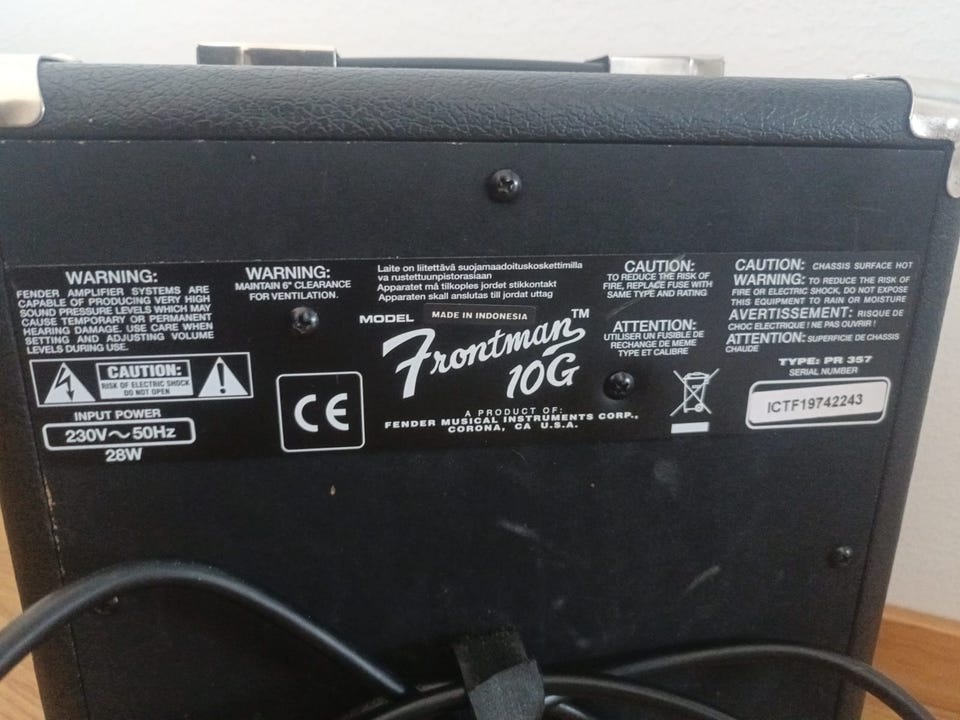 WARNING:
FENDER AMPLIFIER SYSTEMS ARE
CAPABLE OF PRODUCING VERY HIGH
SOUND PRESSURE LEVELS WHICH MAY
CAUSE TEMPORARY OR PERMANENT
HEARING DAMAGE. USE CARE WHEN
SETTING AND ADJUSTING VOLUME
LEVELS DURING USE.
CAUTION:
RISK OF ELECTRIC SHOCK
DO NOT OPEN
INPUT POWER
230V~50Hz
28W
WARNING:
MAINTAIN 6" CLEARANCE
FOR VENTILATION.
CE
Laite on liitettävä suojamaadoituskoskettimilla
va rustettuunpistorasiaan
Apparatet må tilkoples jordet stikkontakt
Apparaten skall anslutas till jordat uttag
MODEL
MADE IN INDONESIA
Frontman™
10G
A PRODUCT OF:
FENDER MUSICAL INSTRUMENTS CORP.,
CORONA, CA U.S.A.
CAUTION:
TO REDUCE THE RISK OF
FIRE, REPLACE FUSE WITH
SAME TYPE AND RATING
ATTENTION:
UTILISER UN FUSIBLE DE
RECHANGE DE MEME
TYPE ET CALIBRE
CAUTION: CHASSIS SURFACE HOT
WARNING: TO REDUCE THE RISK OF
FIRE OR ELECTRIC SHOCK, DO NOT EXPOSE
THIS EQUIPMENT TO RAIN OR MOISTURE
AVERTISSEMENT: RISQUE DE
CHOC ELECTRIQUE ! NE PAS OUVRIR !
ATTENTION: SUPERFICIE DE CHASSIS
CHAUDE
TYPE: PR 357
SERIAL NUMBER
ICTF19742243